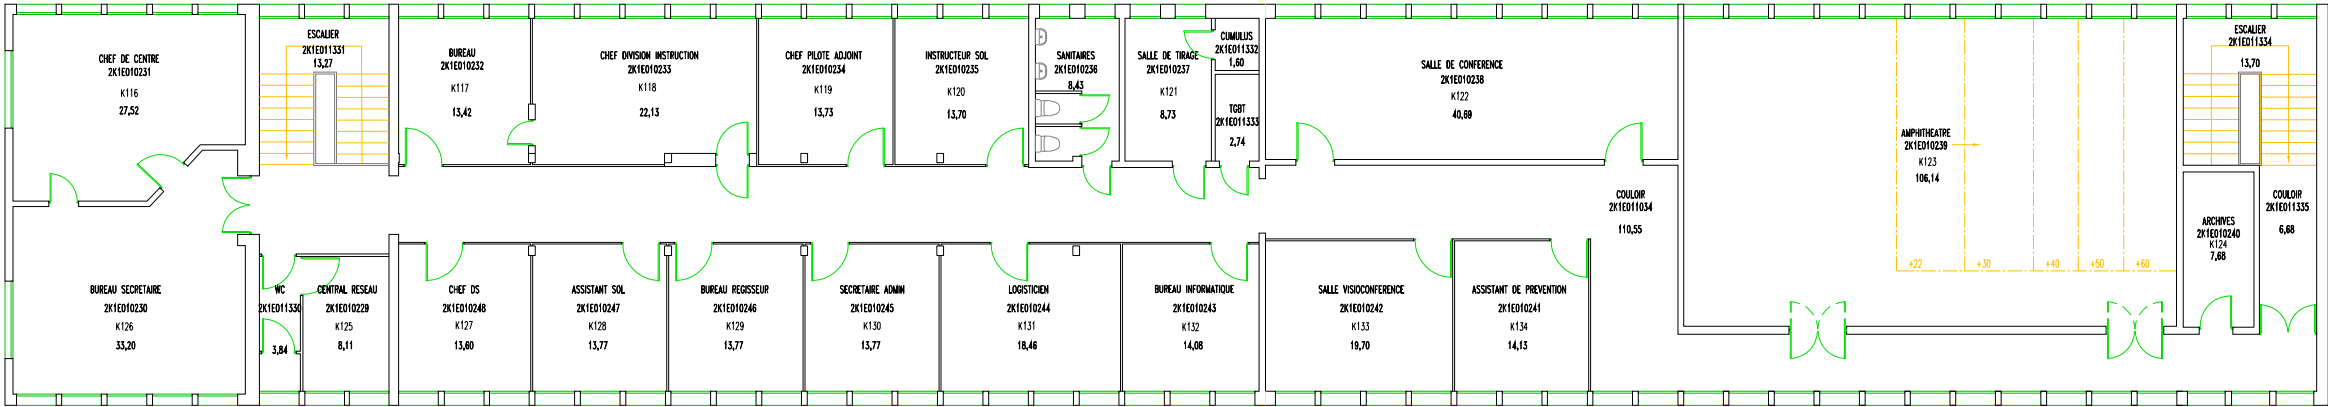 CHEF DE CENTRE
2K1E010231
K116
27,52
ESCALIER
2K1E011331
13,27
BUREAU
2K1E010232
K117
13,42
CHEF DIVISION INSTRUCTION
2K1E010233
K118
22,13
CHEF PILOTE ADJOINT
2K1E010234
K119
13,73
INSTRUCTEUR SOL
2K1E010235
K120
13,70
SANITAIRES
2K1E010236
8,43
SALLE DE TIRAGE
2K1E010237
K121
8,73
CUMULUS
2K1E011332
1,60
TGBT
2K1E011333
2,74
SALLE DE CONFERENCE
2K1E010238
K122
40,69
AMPHITHEATRE
2K1E010239
K123
106,14
+22
+30
+40
+50
+60
ESCALIER
2K1E011334
13,70
COULOIR
2K1E011034
110,55
ARCHIVES
2K1E010240
K124
7,68
COULOIR
2K1E011335
6,68
BUREAU SECRETAIRE
2K1E010230
K126
33,20
WC
2K1E011330
3,84
CENTRAL RESEAU
2K1E010229
K125
8,11
CHEF DS
2K1E010248
K127
13,60
ASSISTANT SOL
2K1E010247
K128
13,77
BUREAU REGISSEUR
2K1E010246
K129
13,77
SECRETAIRE ADMIN
2K1E010245
K130
13,77
LOGISTICIEN
2K1E010244
K131
18,46
BUREAU INFORMATIQUE
2K1E010243
K132
14,08
SALLE VISIOCONFERENCE
2K1E010242
K133
19,70
ASSISTANT DE PREVENTION
2K1E010241
K134
14,13